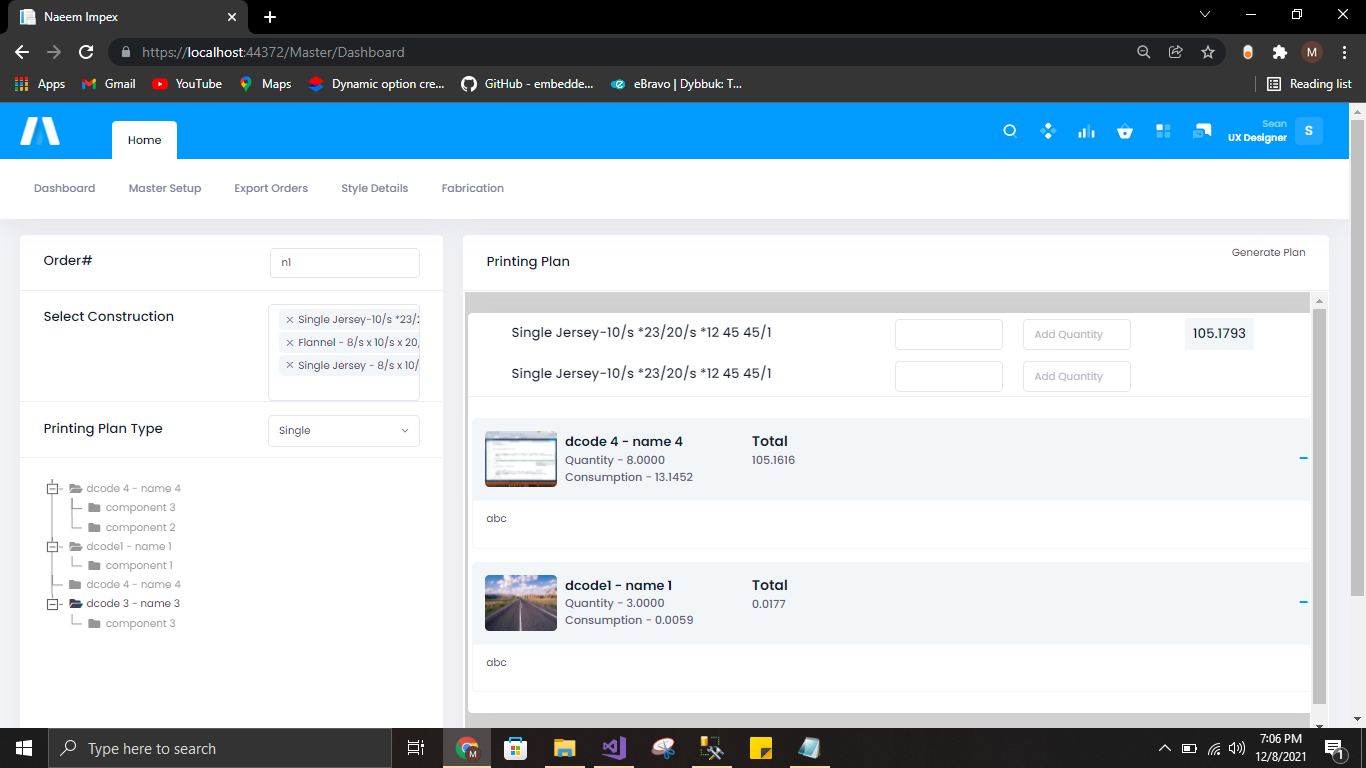 Naeem Impex
https://localhost:44372/Master/Dashboard
M
Apps
Gmail
YouTube
Maps
Dynamic option cre...
GitHub - embedde...
eBravo | Dybbuk: T...
Reading list
Home
Sean
UX Designer
S
Dashboard
Master Setup
Export Orders
Style Details
Fabrication
Order#
n1
Select Construction
× Single Jersey-10/s *23/2
× Flannel - 8/s x 10/s x 20,
× Single Jersey - 8/s x 10/
Printing Plan Type
Single
dcode 4 - name 4
component 3
component 2
dcode1 - name 1
component 1
dcode 4 - name 4
dcode 3 - name 3
component 3
Printing Plan
Generate Plan
Single Jersey-10/s *23/20/s *12 45 45/1
Add Quantity
105.1793
Single Jersey-10/s *23/20/s *12 45 45/1
Add Quantity
dcode 4 - name 4
Quantity - 8.0000
Consumption - 13.1452
Total
105.1616
abc
dcode1 - name 1
Quantity - 3.0000
Consumption - 0.0059
Total
0.0177
abc
Type here to search
M
7:06 PM
12/8/2021
1